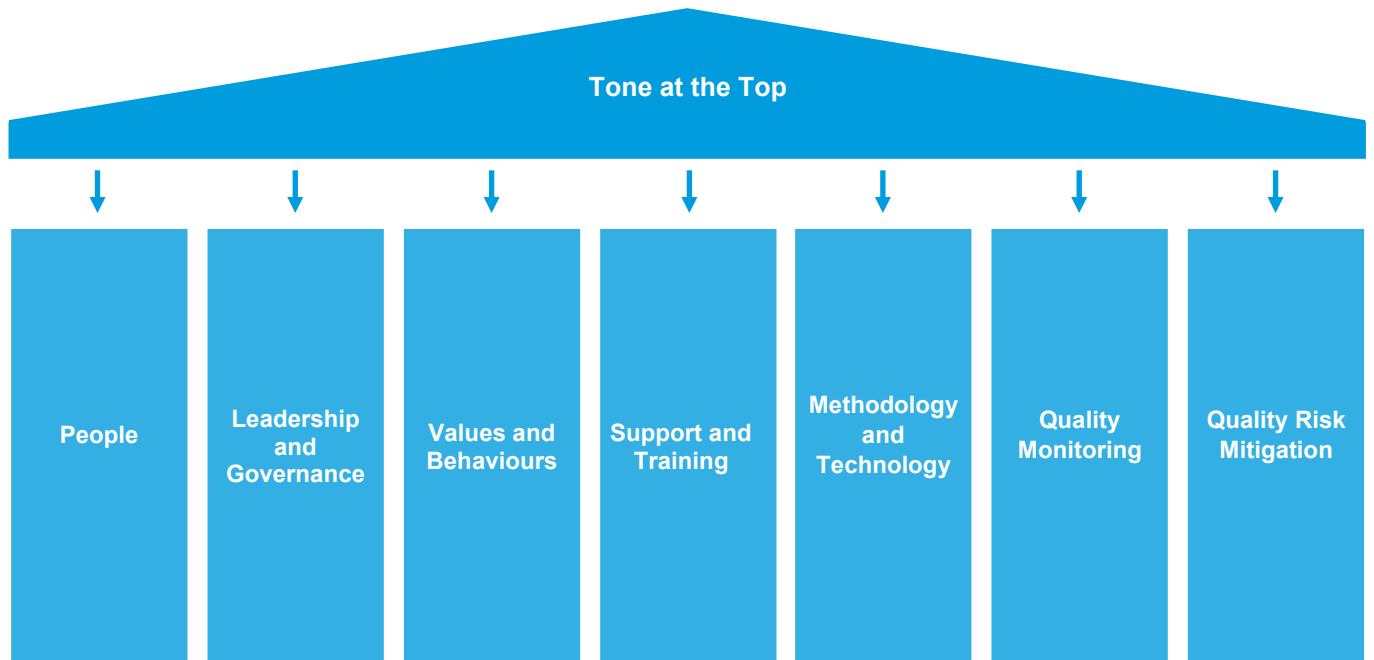 Tone at the Top
People
Leadership
and
Governance
Values and
Behaviours
Support and
Training
Methodology
and
Technology
Quality
Monitoring
Quality Risk
Mitigation